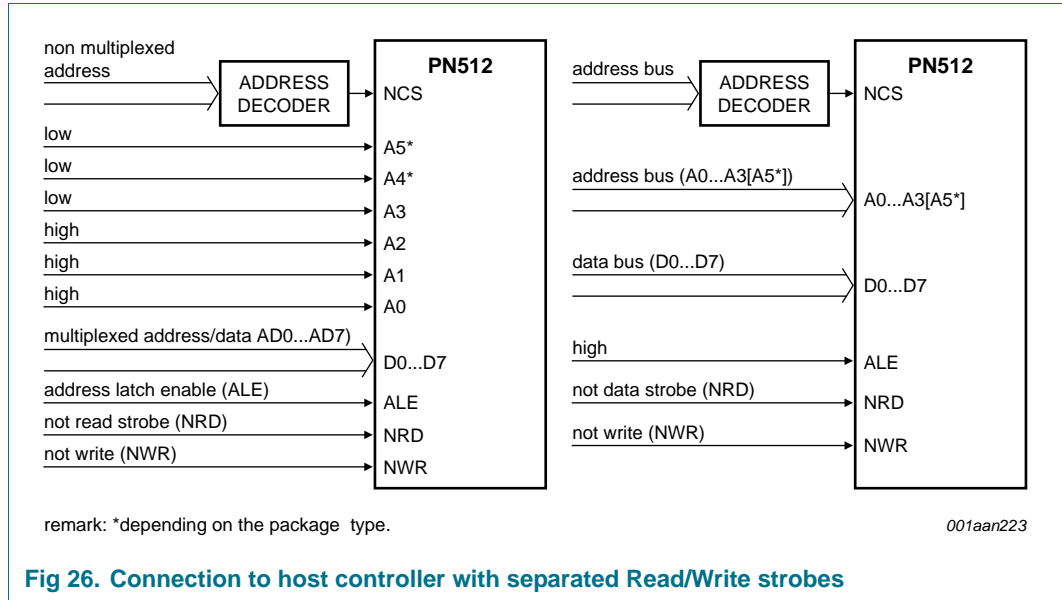 non multiplexed
address
ADDRESS
DECODER
PN512
NCS
low
A5*
low
A4*
low
A3
high
A2
high
A1
high
A0
multiplexed address/data AD0...AD7)
D0...D7
address latch enable (ALE)
ALE
not read strobe (NRD)
NRD
not write (NWR)
NWR
address bus
ADDRESS
DECODER
PN512
NCS
address bus (A0...A3[A5*])
A0...A3[A5*]
data bus (D0...D7)
D0...D7
high
ALE
not data strobe (NRD)
NRD
not write (NWR)
NWR
remark: *depending on the package type.
001aan223
Fig 26. Connection to host controller with separated Read/Write strobes